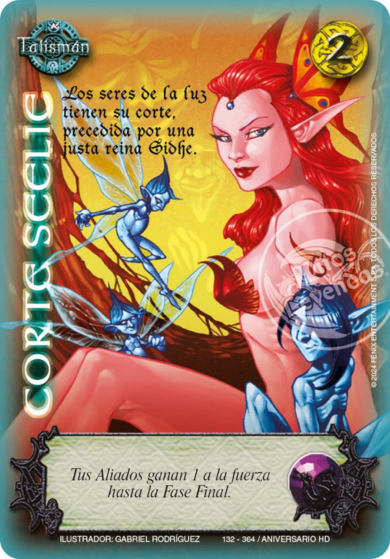 Talismán
2
Los seres de la luz
tienen su corte,
precedida por una
justa reina Sidhe.
CORTE SEELIE
© 2024 FÉNIX ENTERTAINMENT TODOS LOS DERECHOS RESERVADOS
Tus Aliados ganan 1 a la fuerza
hasta la Fase Final.
ILUSTRADOR: GABRIEL RODRÍGUEZ 132 - 364 / ANIVERSARIO HD